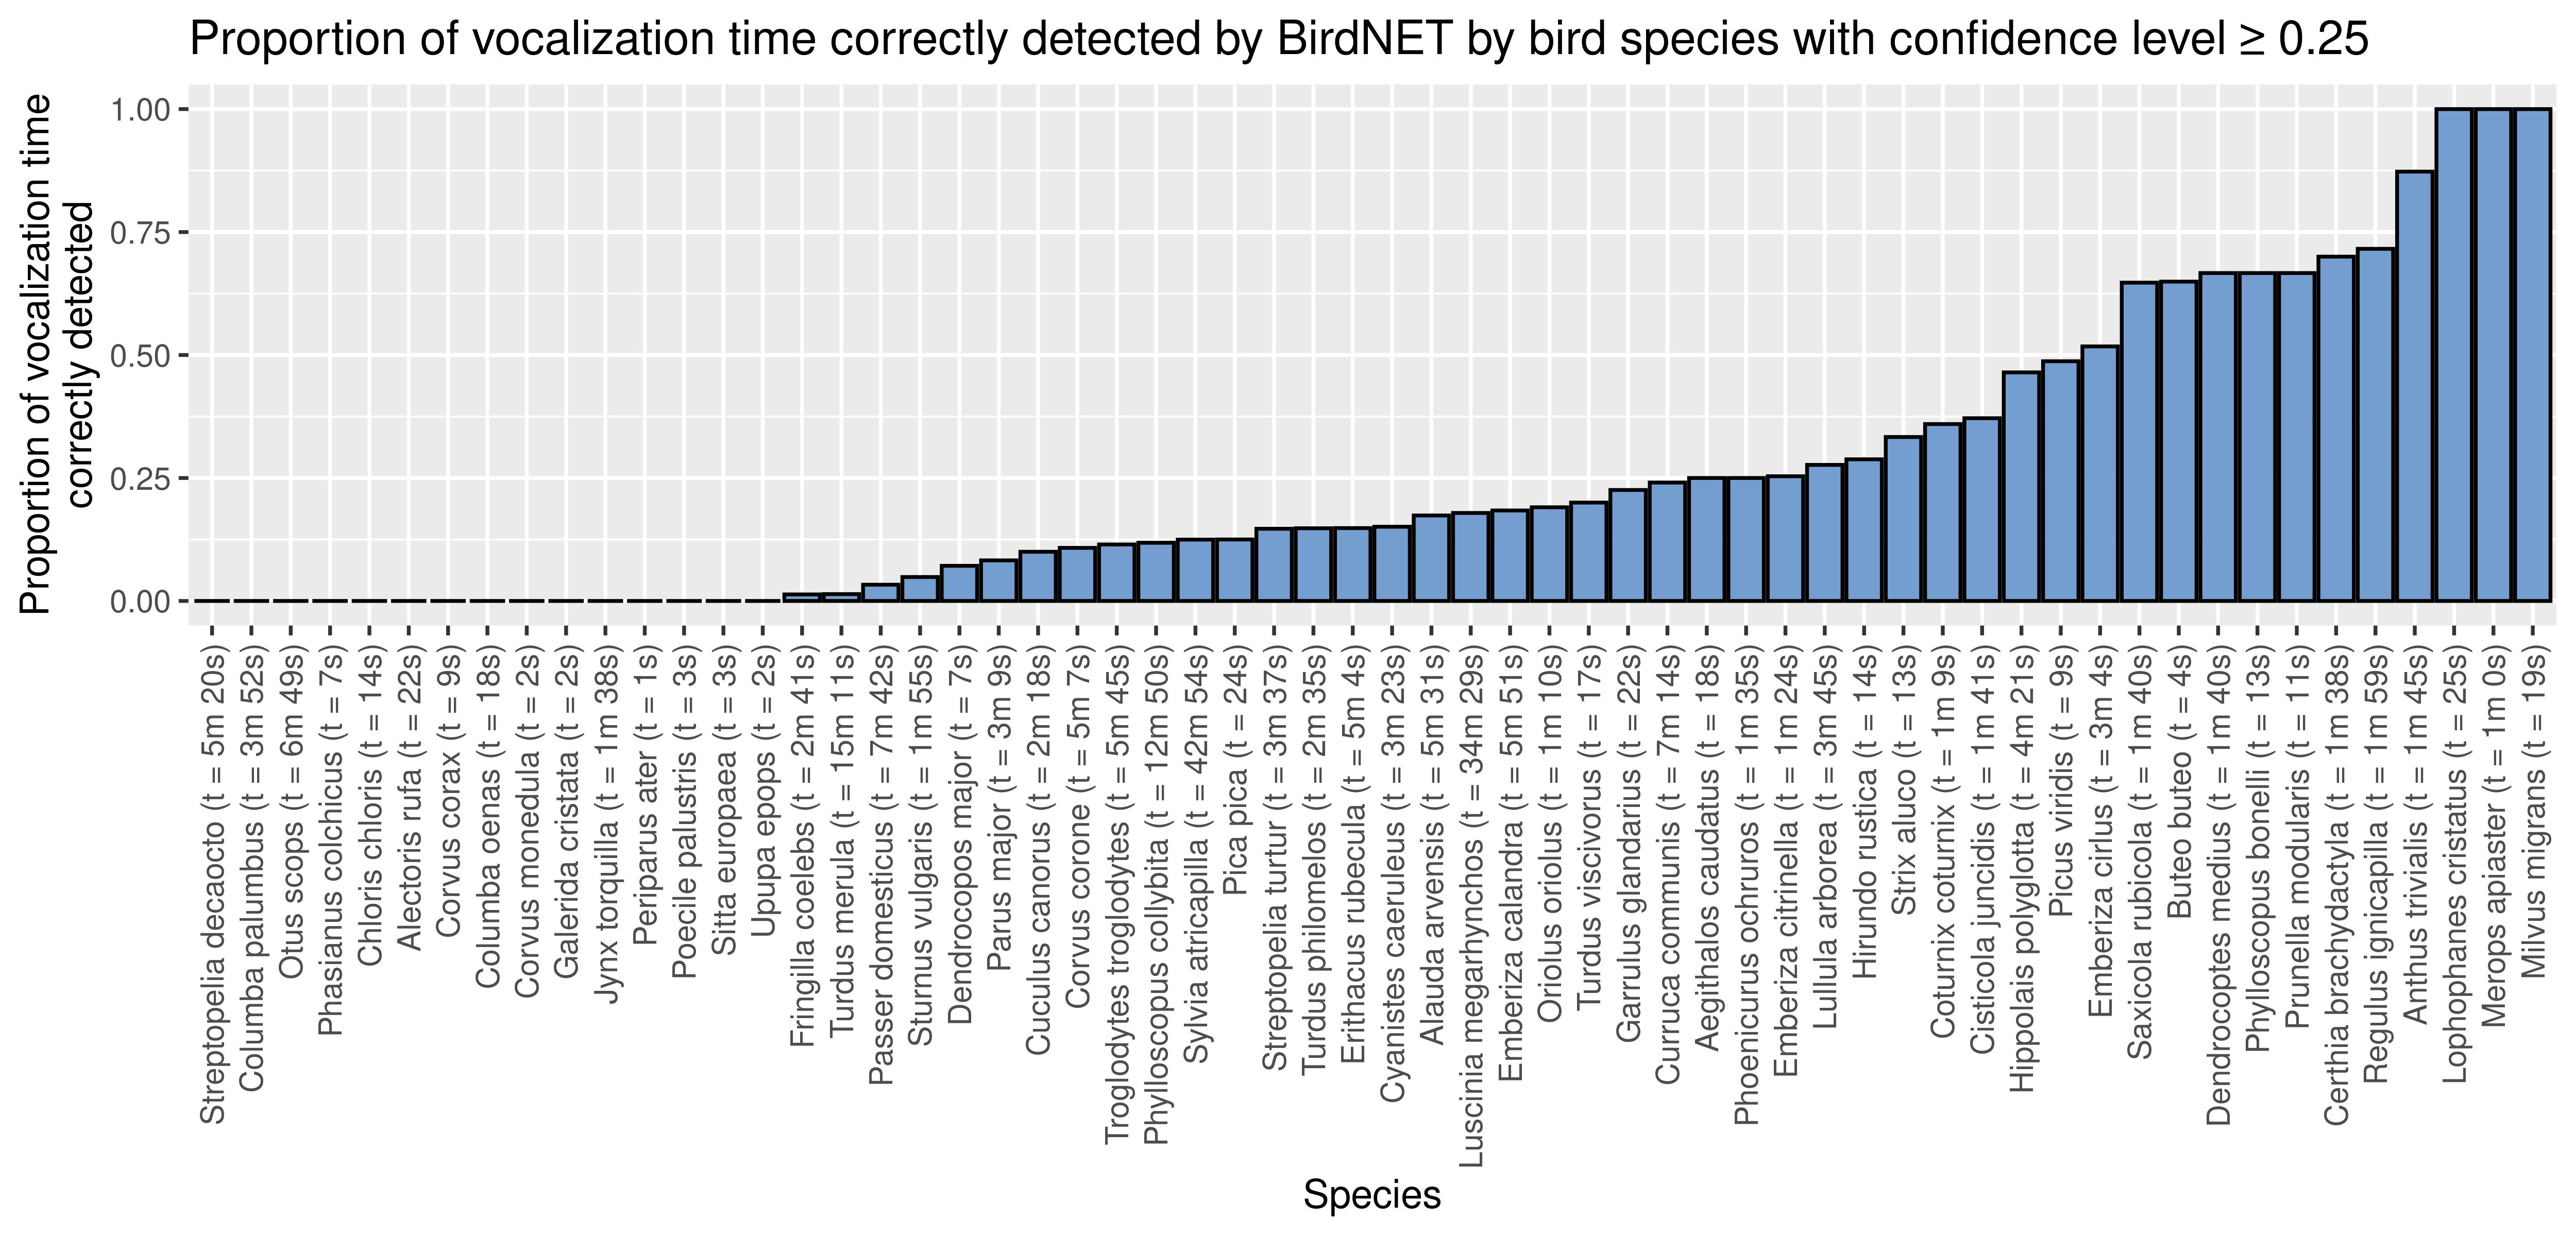 Proportion of vocalization time correctly detected by BirdNET by bird species with confidence level ≥ 0.25
Proportion of vocalization time
correctly detected
1.00
0.75
0.50
0.25
0.00
Streptopelia decaocto (t = 5m 20s)
Columba palumbus (t = 3m 52s)
Otus scops (t = 6m 49s)
Phasianus colchicus (t = 7s)
Chloris chloris (t = 14s)
Alectoris rufa (t = 22s)
Corvus corax (t = 9s)
Columba oenas (t = 18s)
Corvus monedula (t = 2s)
Galerida cristata (t = 2s)
Jynx torquilla (t = 1m 38s)
Periparus ater (t = 1s)
Poecile palustris (t = 3s)
Sitta europaea (t = 3s)
Upupa epops (t = 2s)
Fringilla coelebs (t = 2m 41s)
Turdus merula (t = 15m 11s)
Passer domesticus (t = 7m 42s)
Sturnus vulgaris (t = 1m 55s)
Dendrocopos major (t = 7s)
Parus major (t = 3m 9s)
Cuculus canorus (t = 2m 18s)
Corvus corone (t = 5m 7s)
Troglodytes troglodytes (t = 5m 45s)
Phylloscopus collybita (t = 12m 50s)
Sylvia atricapilla (t = 42m 54s)
Pica pica (t = 24s)
Streptopelia turtur (t = 3m 37s)
Turdus philomelos (t = 2m 35s)
Erithacus rubecula (t = 5m 4s)
Cyanistes caeruleus (t = 3m 23s)
Alauda arvensis (t = 5m 31s)
Luscinia megarhynchos (t = 34m 29s)
Emberiza calandra (t = 5m 51s)
Oriolus oriolus (t = 1m 10s)
Turdus viscivorus (t = 17s)
Garrulus glandarius (t = 22s)
Curruca communis (t = 7m 14s)
Aegithalos caudatus (t = 18s)
Phoenicurus ochruros (t = 1m 35s)
Emberiza citrinella (t = 1m 24s)
Lullula arborea (t = 3m 45s)
Hirundo rustica (t = 14s)
Strix aluco (t = 13s)
Coturnix coturnix (t = 1m 9s)
Cisticola juncidis (t = 1m 41s)
Hippolais polyglotta (t = 4m 21s)
Picus viridis (t = 9s)
Emberiza cirlus (t = 3m 4s)
Saxicola rubicola (t = 1m 40s)
Buteo buteo (t = 4s)
Dendrocoptes medius (t = 1m 40s)
Phylloscopus bonelli (t = 13s)
Prunella modularis (t = 11s)
Certhia brachydactyla (t = 1m 38s)
Regulus ignicapilla (t = 1m 59s)
Anthus trivialis (t = 1m 45s)
Lophophanes cristatus (t = 25s)
Merops apiaster (t = 1m 0s)
Milvus migrans (t = 19s)
Species